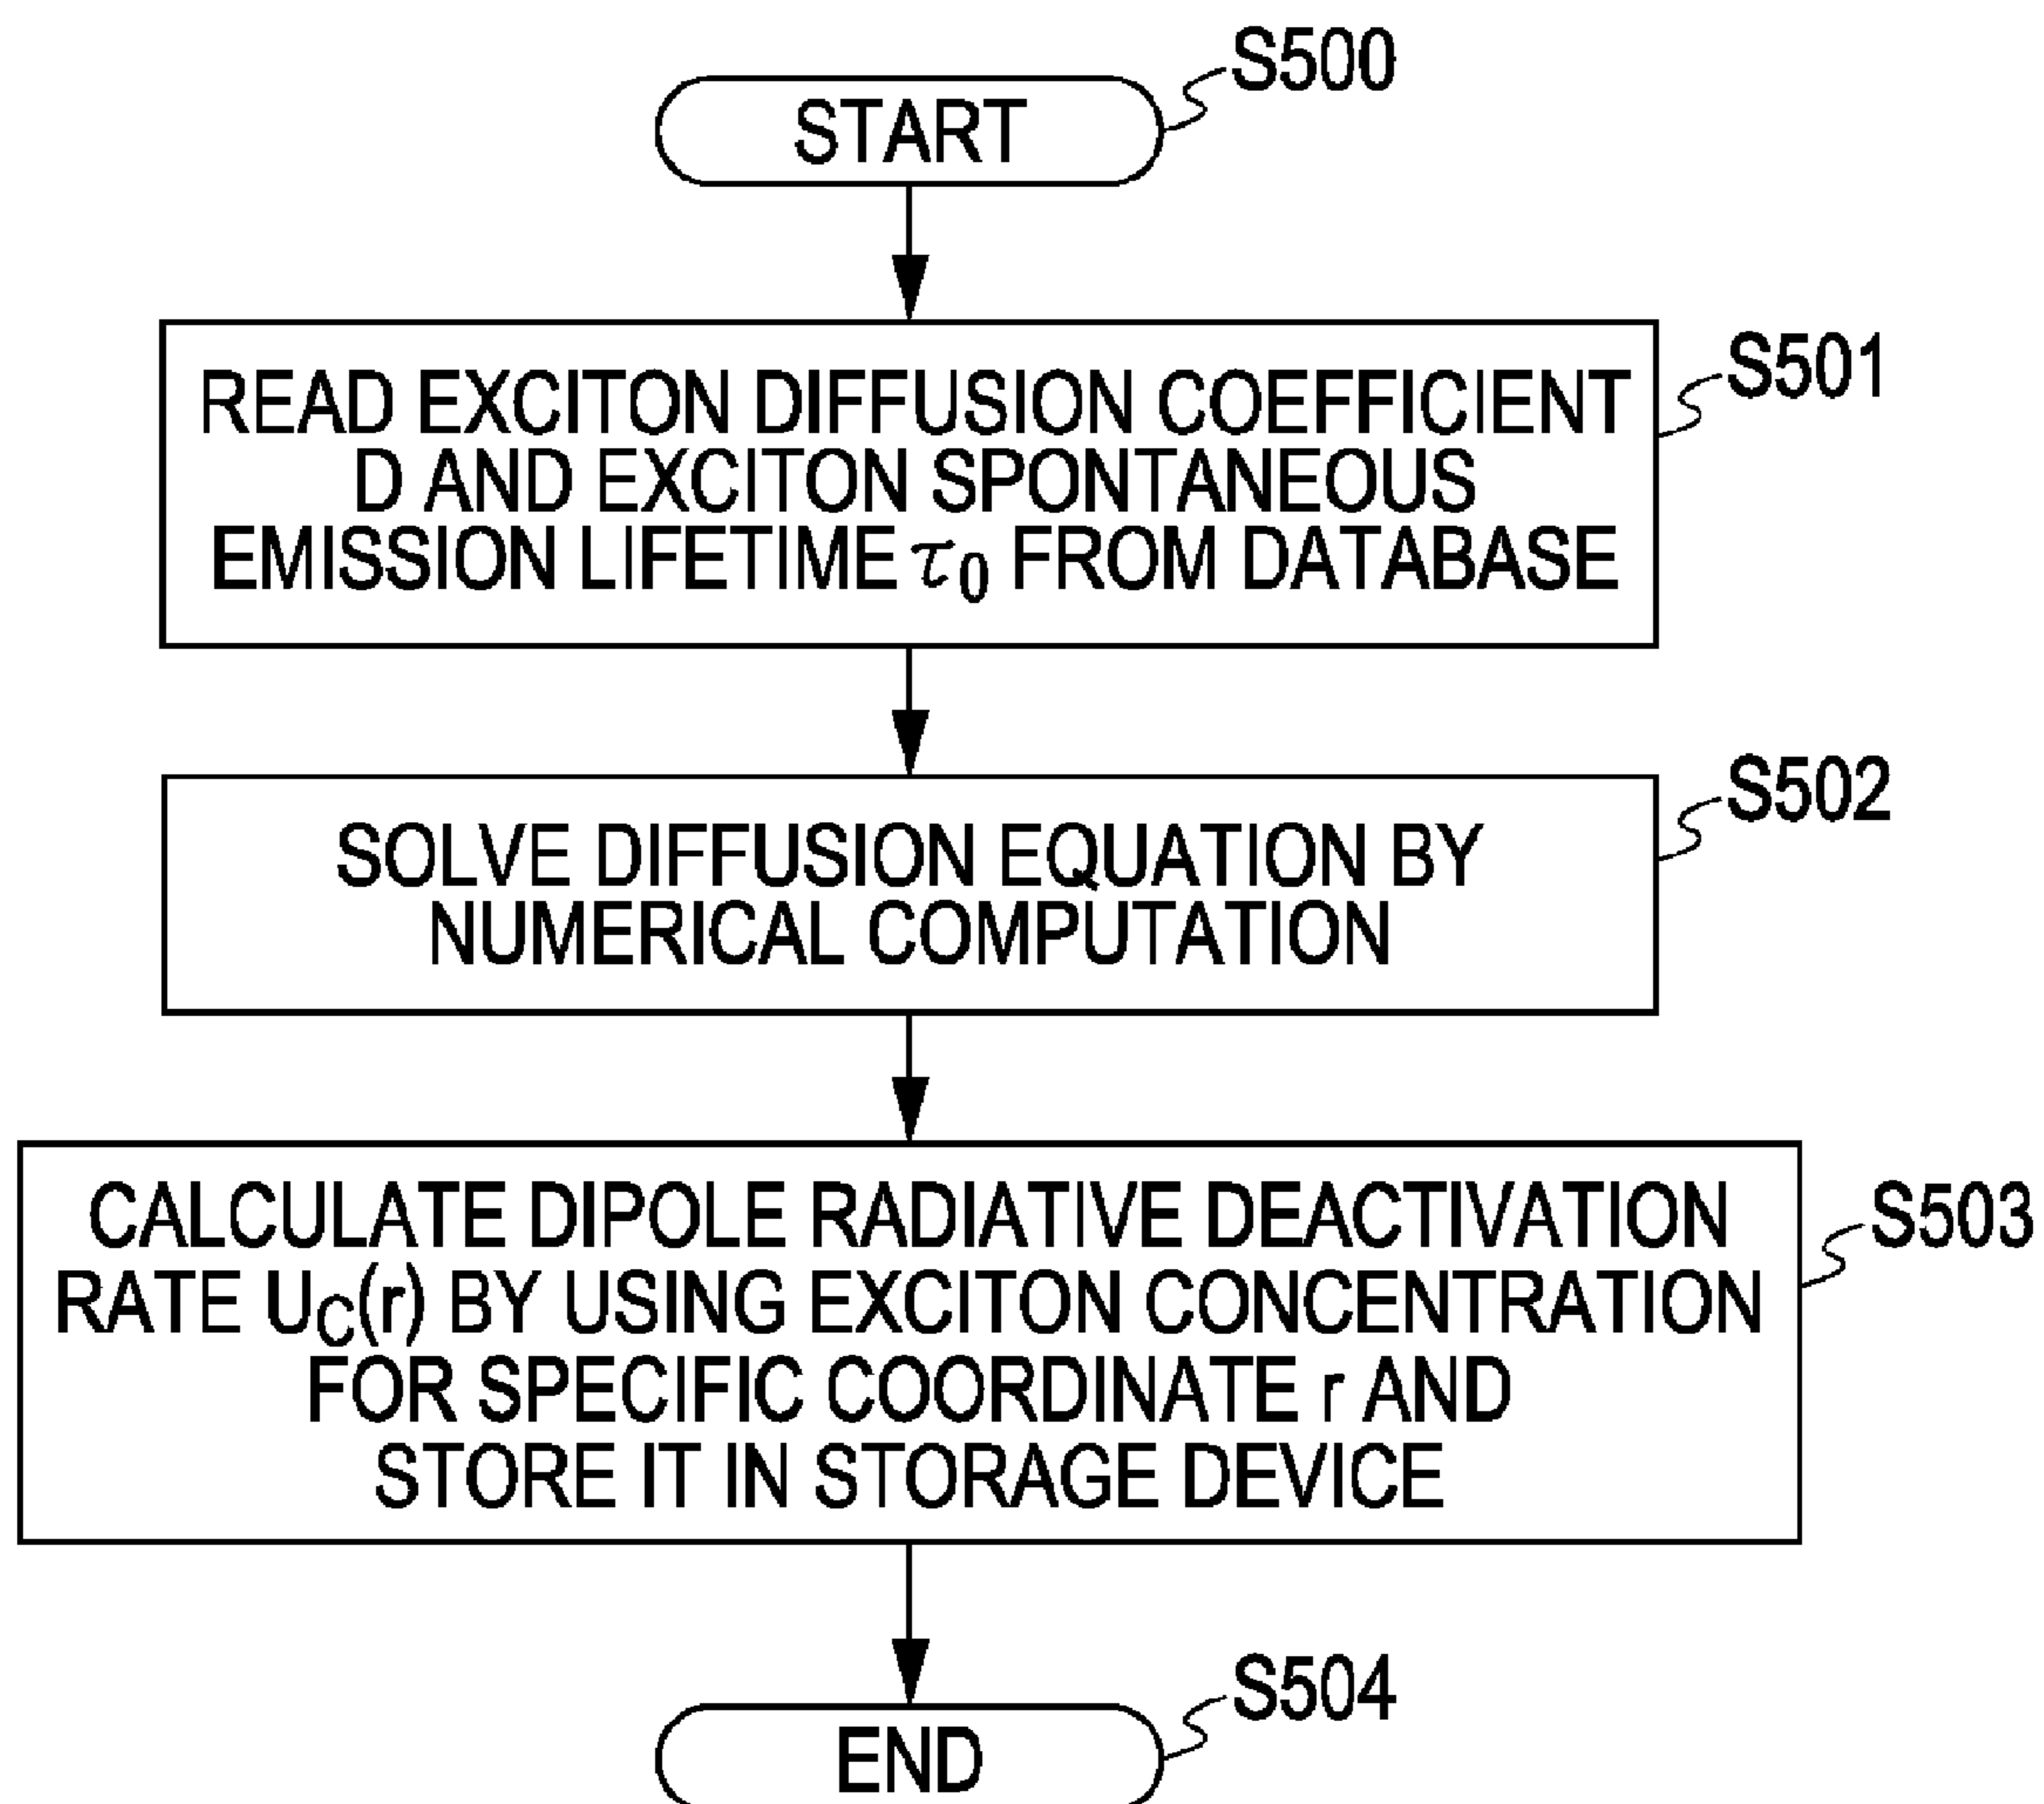 S500
START
S501
READ EXCITON DIFFUSION COEFFICIENT
D AND EXCITON SPONTANEOUS
EMISSION LIFETIME τ0 FROM DATABASE
S502
SOLVE DIFFUSION EQUATION BY
NUMERICAL COMPUTATION
S503
CALCULATE DIPOLE RADIATIVE DEACTIVATION
RATE UC(r) BY USING EXCITON CONCENTRATION
FOR SPECIFIC COORDINATE r AND
STORE IT IN STORAGE DEVICE
S504
END